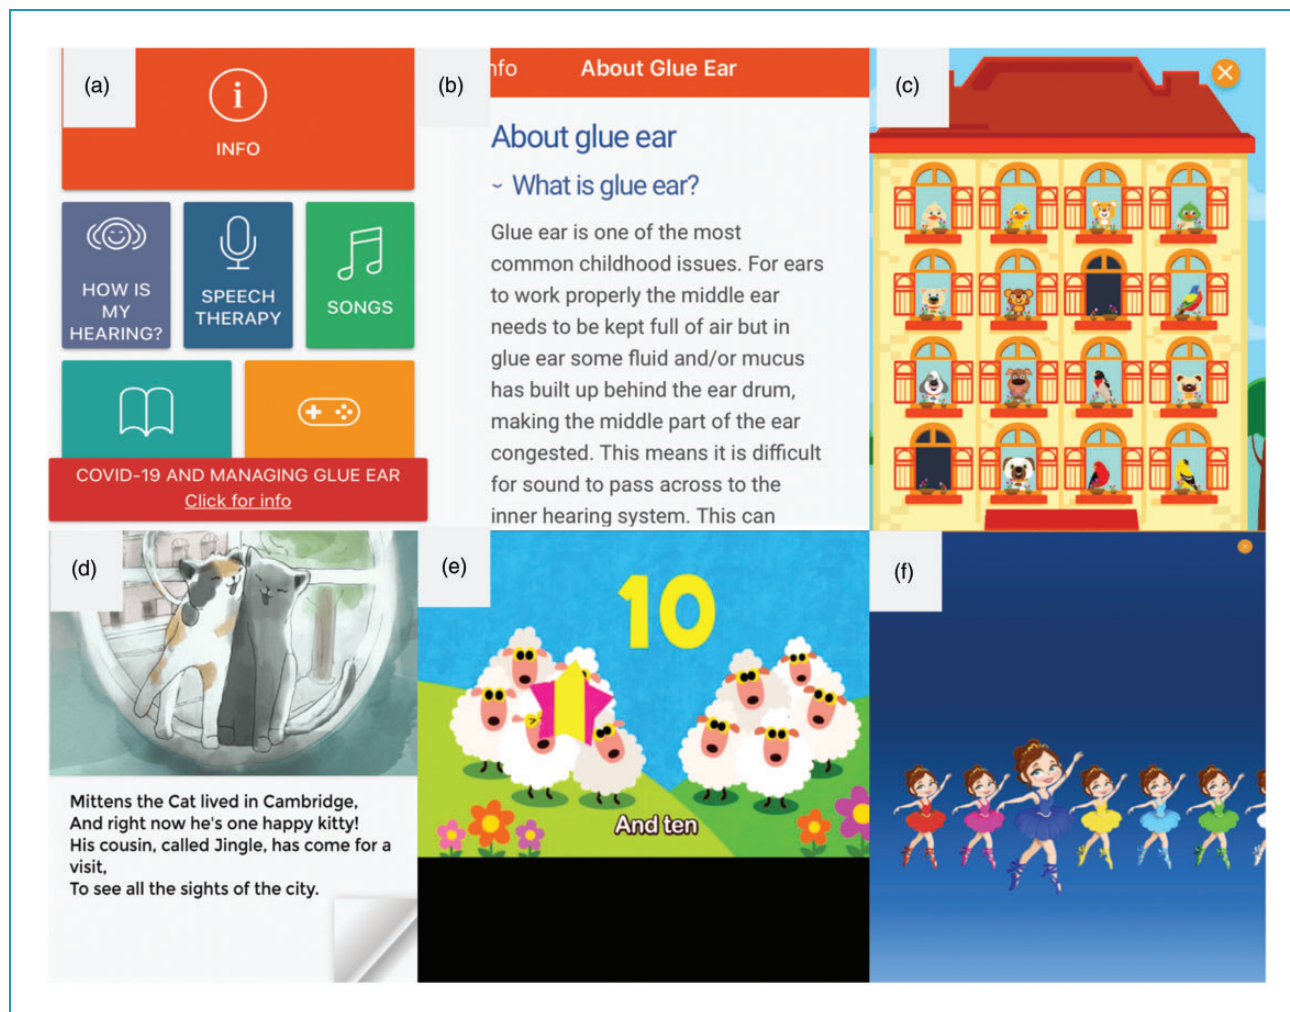 (a)
INFO
HOW IS
MY
HEARING?
SPEECH
THERAPY
SONGS
COVID-19 AND MANAGING GLUE EAR
Click for info
(b)
nfo
About Glue Ear
About glue ear
What is glue ear?
Glue ear is one of the most
common childhood issues. For ears
to work properly the middle ear
needs to be kept full of air but in
glue ear some fluid and/or mucus
has built up behind the ear drum,
making the middle part of the ear
congested. This means it is difficult
for sound to pass across to the
inner hearing system. This can
(c)
(d)
Mittens the Cat lived in Cambridge,
And right now he's one happy kitty!
His cousin, called Jingle, has come for a
visit,
To see all the sights of the city.
(e)
10
And ten
(f)